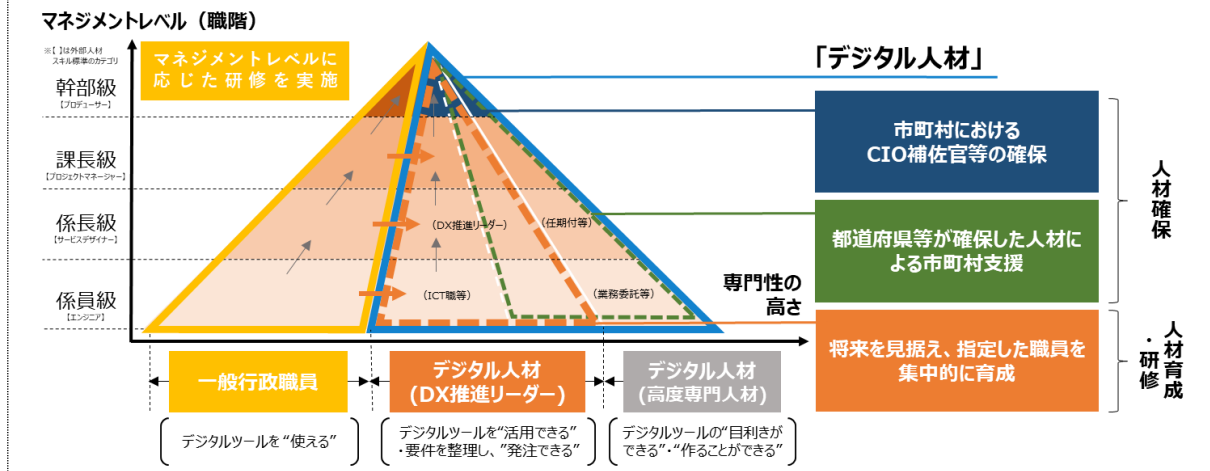 マネジメントレベル（職階）
※【 】は外部人材
スキル標準のカテゴリ
マネジメントレベルに
応じた研修を実施
幹部級
【プロデューサー】
課長級
【プロジェクトマネージャー】
係長級
【サービスデザイナー】
係員級
【エンジニア】
（DX推進リーダー）
（任期付等）
（ICT職等）
（業務委託等）
専門性の
高さ
「デジタル人材」
市町村における
CIO補佐官等の確保
都道府県等が確保した人材に
よる市町村支援
将来を見据え、指定した職員を
集中的に育成
人材確保
人材育成
・研修
一般行政職員
デジタル人材
(DX推進リーダー)
デジタル人材
(高度専門人材)
デジタルツールを“使える”
デジタルツールを“活用できる”
・要件を整理し、“発注できる”
デジタルツールの“目利きが
できる”・“作ることができる”